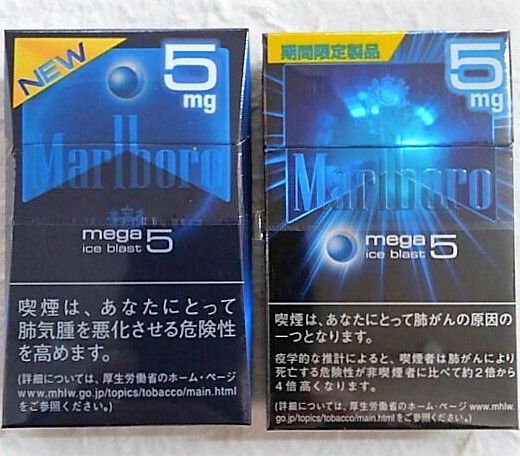 NEW
5
mg
Marlboro
mega 5
ice blast
喫煙は、あなたにとって
肺気腫を悪化させる危険性
を高めます。
(詳細については、厚生労働省のホーム・ページ
www.mhlw.go.jp/topics/tobacco/main.html
をご参照ください。)
期間限定製品
5
mg
Marlboro
mega 5
ice blast
喫煙は、あなたにとって肺がんの原因の
一つとなります。
疫学的な推計によると、喫煙者は肺がんにより
死亡する危険性が非喫煙者に比べて約2倍から
4倍高くなります。
(詳細については、厚生労働省のホーム・ページ www.mhlw.
go.jp/topics/tobacco/main.html をご参照ください。)